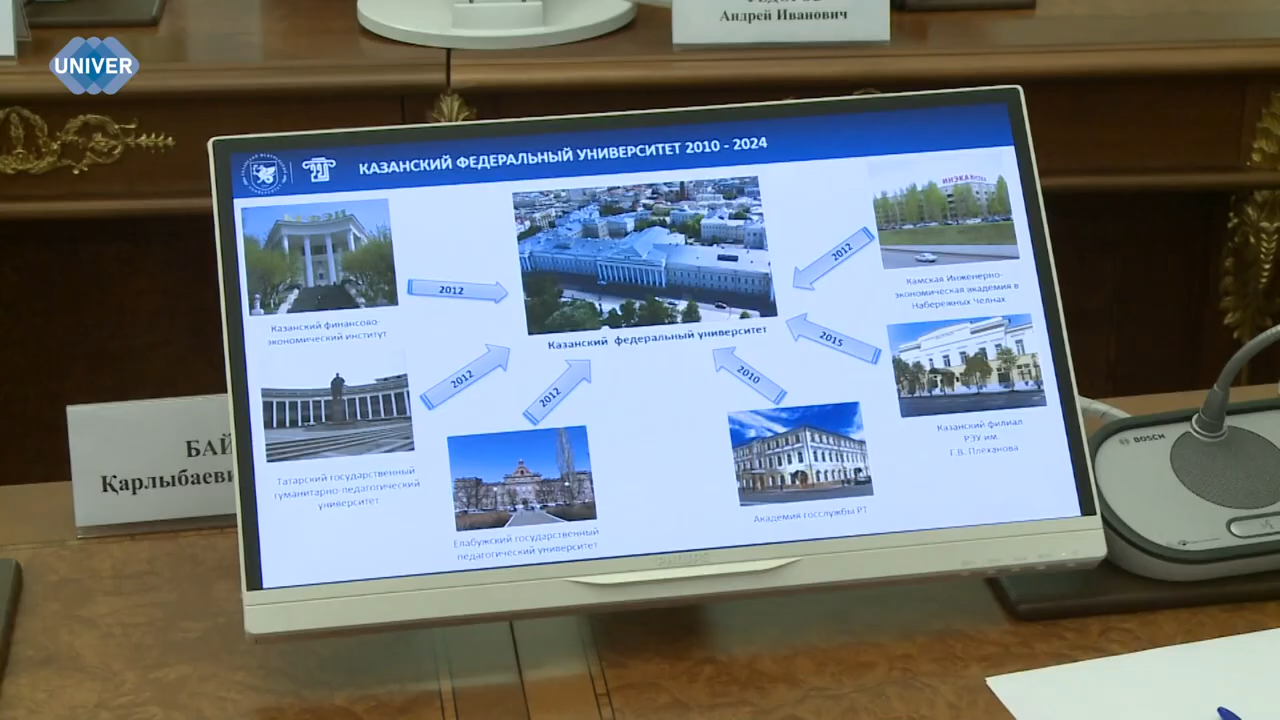 Андрей Иванович
UNIVER
КАЗАНСКИЙ ФЕДЕРАЛЬНЫЙ УНИВЕРСИТЕТ 2010 - 2024
2012
Казанский финансово-
экономический институт
Казанский федеральный университет
2012
Камская Инженерно-
экономическая академия в
Набережных Челнах
2012
Татарский государственный
гуманитарно-педагогический
университет
2012
Елабужский государственный
педагогический университет
2010
Академия госслужбы РТ
2015
Казанский филиал
РЭУ им.
Г.В. Плеханова
БАЙ
Қарлыбаеви
PHILIPS
BOSCH